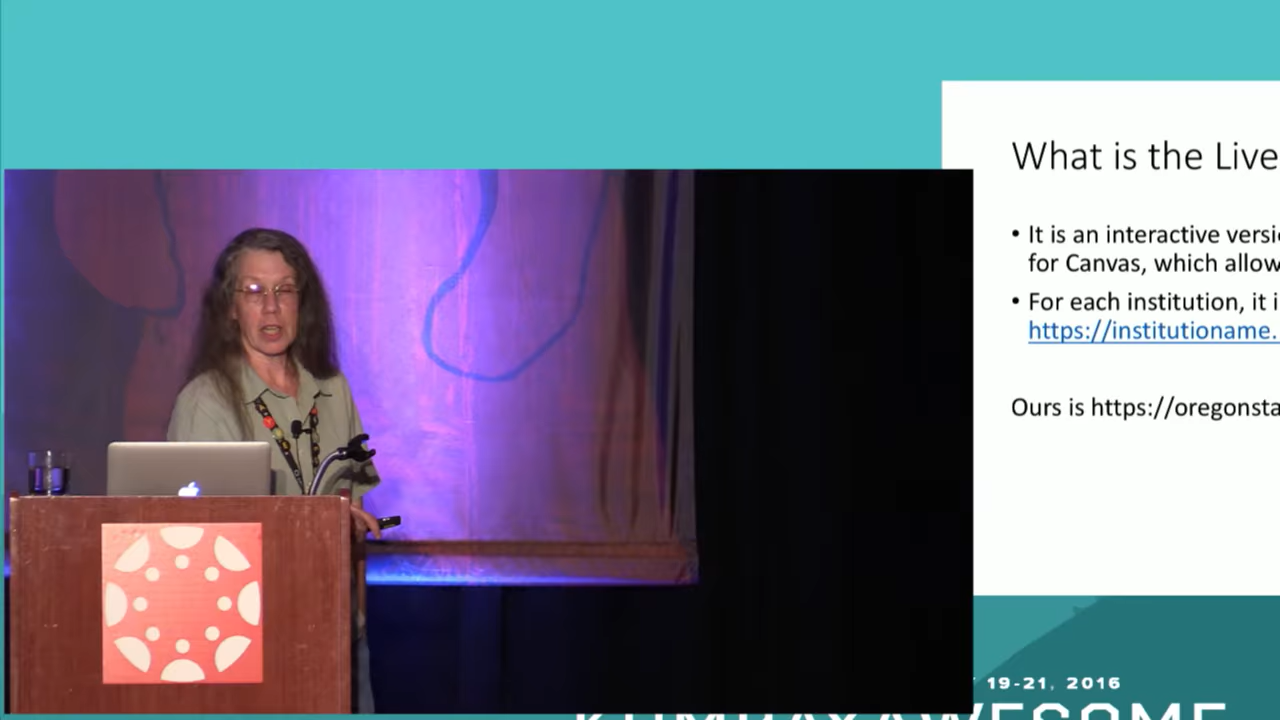 What is the Live
• It is an interactive versi
for Canvas, which allow
• For each institution, it i
https://institutioname.
Ours is https://oregonsta
19-21, 2016